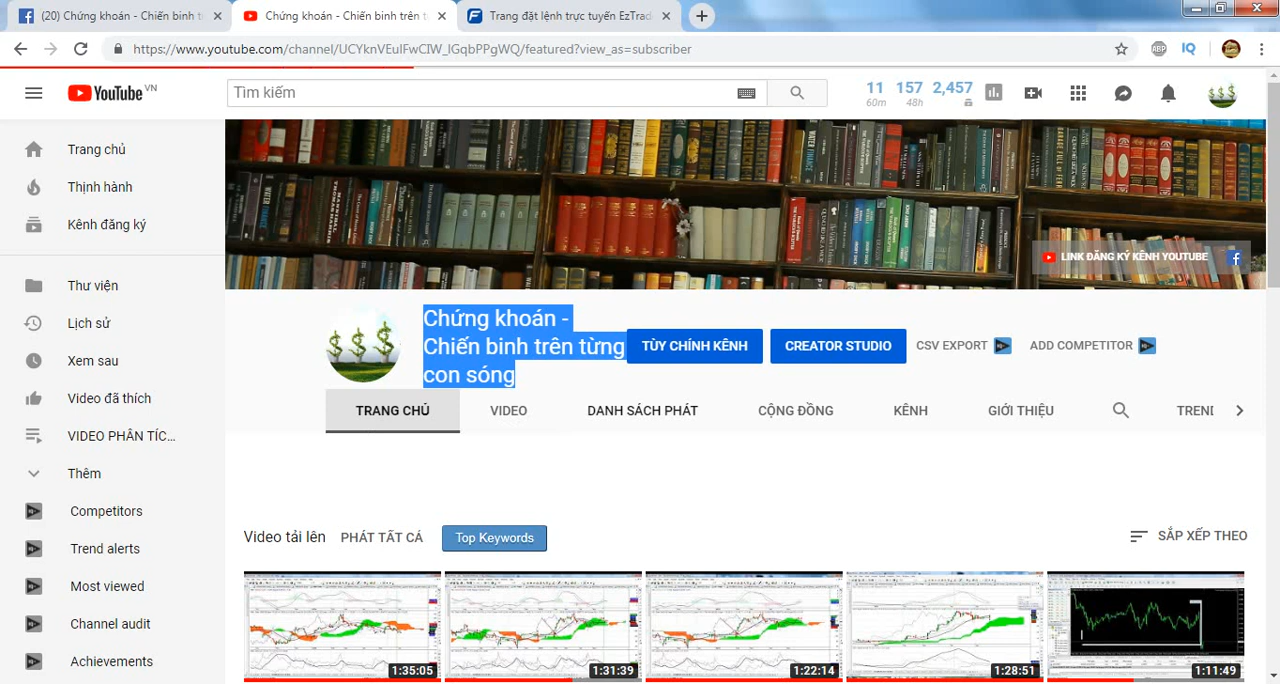 (20) Chứng khoán - Chiến binh t
Chứng khoán - Chiến binh trên t
Trang đặt lệnh trực tuyến EzTrad
https://www.youtube.com/channel/UCYknVEulFwCIW_IGqbPPgWQ/featured?view_as=subscriber
ABP
IQ
YouTube VN
Tìm kiếm
11 157 2,457
60m 48h
Trang chủ
Thịnh hành
Kênh đăng ký
LINK ĐĂNG KÝ KÊNH YOUTUBE
Thư viện
Lịch sử
Xem sau
Video đã thích
VIDEO PHÂN TÍC...
Thêm
Competitors
Trend alerts
Most viewed
Channel audit
Achievements
Chứng khoán -
Chiến binh trên từng
con sóng
TÙY CHỈNH KÊNH
CREATOR STUDIO
CSV EXPORT
ADD COMPETITOR
TRANG CHỦ
VIDEO
DANH SÁCH PHÁT
CỘNG ĐỒNG
KÊNH
GIỚI THIỆU
TREND
Video tải lên
PHÁT TẤT CẢ
Top Keywords
SẮP XẾP THEO
1:35:05
1:31:39
1:22:14
1:28:51
1:11:49